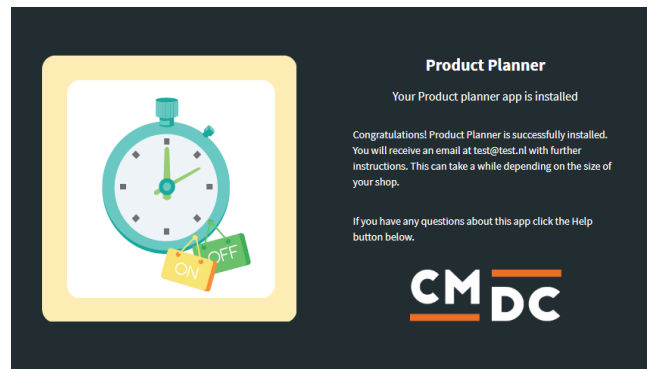 Product Planner
Your Product planner app is installed
Congratulations! Product Planner is successfully installed.
You will receive an email at test@test.nl with further
instructions. This can take a while depending on the size of
your shop.
If you have any questions about this app click the Help
button below.
ON
OFF
CM
DC